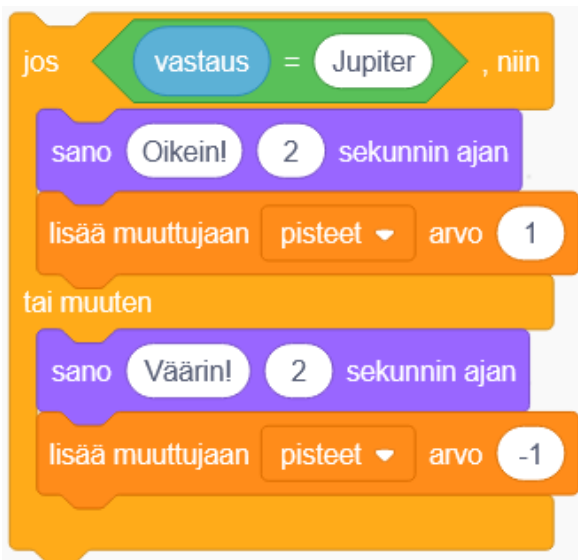 jos vastaus = Jupiter , niin
sano Oikein! 2 sekunnin ajan
lisää muuttujaan pisteet arvo 1
tai muuten
sano Väärin! 2 sekunnin ajan
lisää muuttujaan pisteet arvo -1